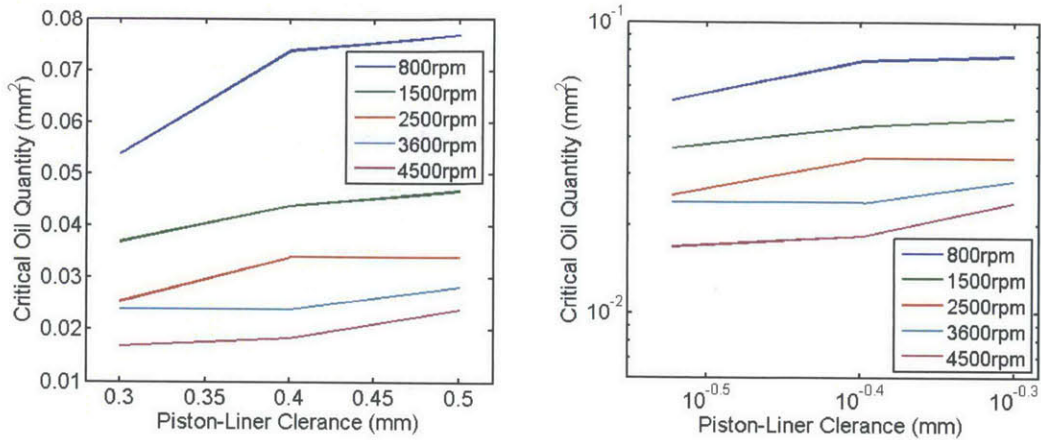 0.08
0.07
0.06
0.05
0.04
0.03
0.02
0.01
Critical Oil Quantity (mm²)
800rpm
1500rpm
2500rpm
3600rpm
4500rpm
0.3
0.35
0.4
0.45
0.5
Piston-Liner Clerance (mm)
10⁻¹
10⁻²
Critical Oil Quantity (mm²)
800rpm
1500rpm
2500rpm
3600rpm
4500rpm
10⁻⁰·⁵
10⁻⁰·⁴
10⁻⁰·³
Piston-Liner Clerance (mm)